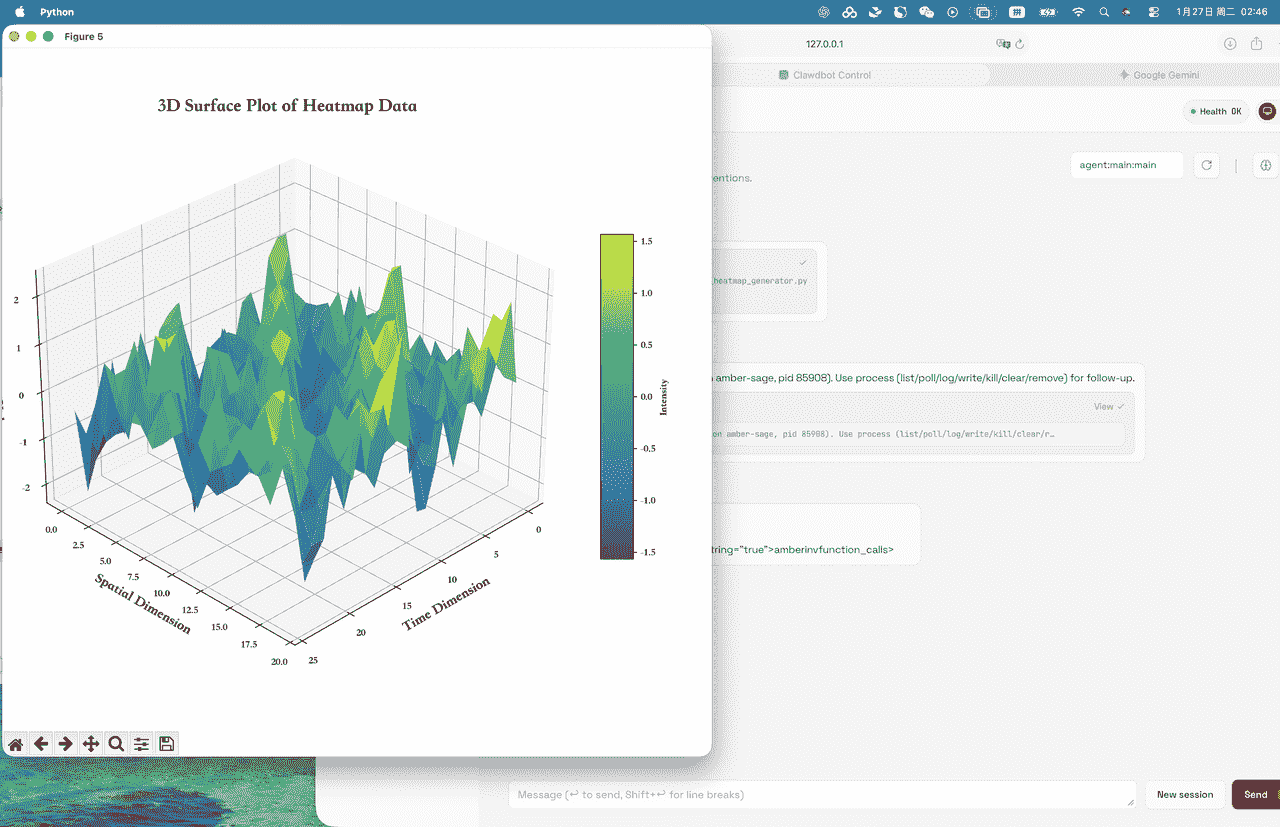 Python
1月27日 周二 02:46
Figure 5
127.0.0.1
Clawdbot Control
Google Gemini
3D Surface Plot of Heatmap Data
Health OK
entions.
agent:main:main
heatmap_generator.py
amber-sage, pid 85908). Use process (list/poll/log/write/kill/clear/remove) for follow-up.
View
en amber-sage, pid 85908). Use process (list/poll/log/write/kill/clear/r…
tring="true">amberinvfunction_calls>
2
1
0
-1
-2
0.0
2.5
5.0
7.5
10.0
12.5
15.0
17.5
20.0
Spatial Dimension
0
5
10
15
20
25
Time Dimension
1.5
1.0
0.5
0.0
-0.5
-1.0
-1.5
Intensity
Message (↩ to send, Shift+↩ for line breaks)
New session
Send